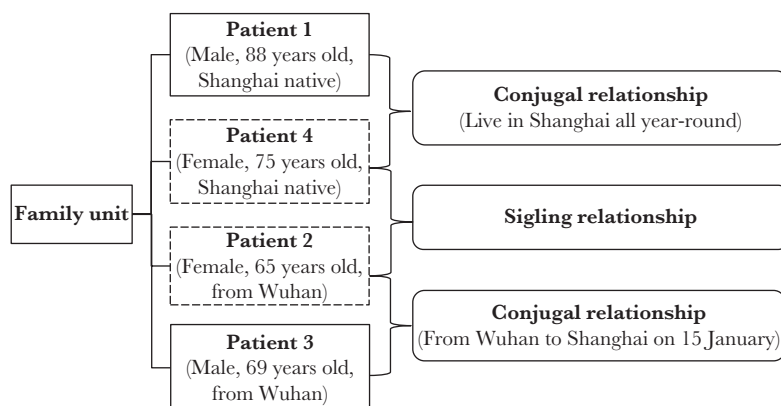 Patient 1
(Male, 88 years old,
Shanghai native)
Patient 4
(Female, 75 years old,
Shanghai native)
Family unit
Patient 2
(Female, 65 years old,
from Wuhan)
Patient 3
(Male, 69 years old,
from Wuhan)
Conjugal relationship
(Live in Shanghai all year-round)
Sigling relationship
Conjugal relationship
(From Wuhan to Shanghai on 15 January)